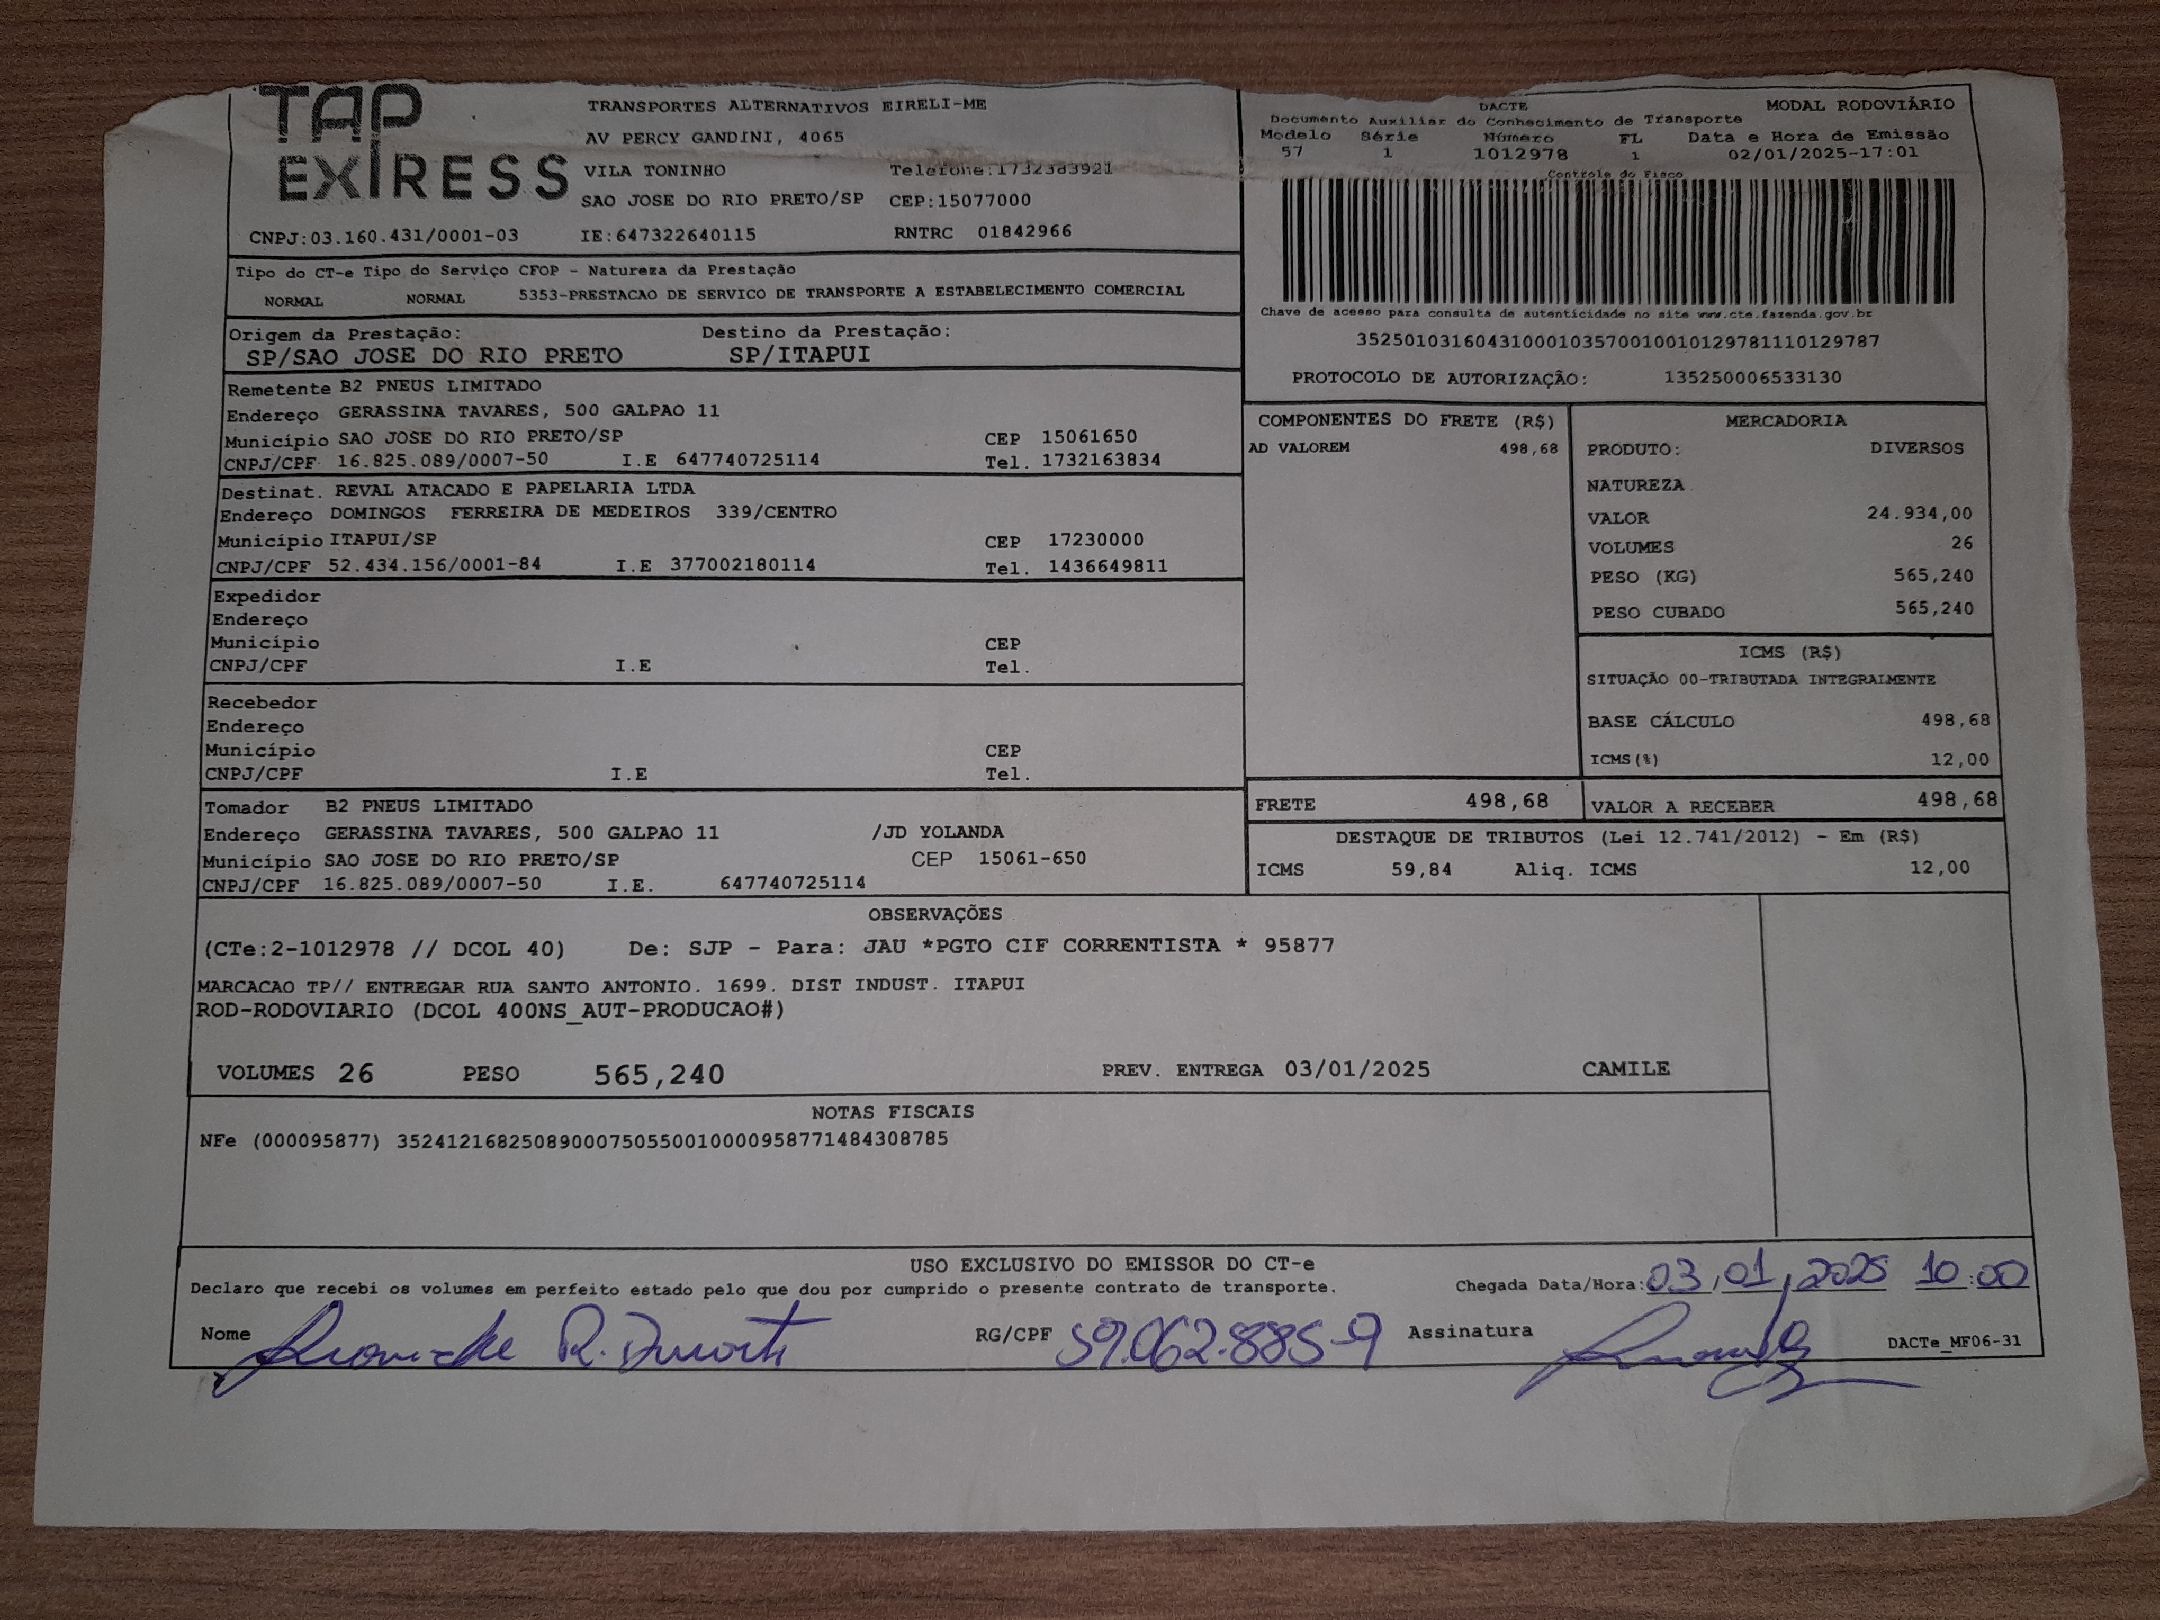 TAP
EXPRESS
TRANSPORTES ALTERNATIVOS EIRELI-ME
AV PERCY GANDINI, 4065
VILA TONINHO Telefone:1732383921
SAO JOSE DO RIO PRETO/SP CEP:15077000
CNPJ:03.160.431/0001-03 IE:647322640115 RNTRC 01842966
DACTE MODAL RODOVIÁRIO
Documento Auxiliar do Conhecimento de Transporte
Modelo Série Número FL Data e Hora de Emissão
57 1 1012978 1 02/01/2025-17:01
Controle do Fisco
Chave de acesso para consulta de autenticidade no site www.cte.fazenda.gov.br
35250103160431000103570010010129781110129787
PROTOCOLO DE AUTORIZAÇÃO: 135250006533130
Tipo do CT-e Tipo do Serviço CFOP - Natureza da Prestação
NORMAL NORMAL 5353-PRESTACAO DE SERVICO DE TRANSPORTE A ESTABELECIMENTO COMERCIAL
Origem da Prestação: Destino da Prestação:
SP/SAO JOSE DO RIO PRETO SP/ITAPUI
Remetente B2 PNEUS LIMITADO
Endereço GERASSINA TAVARES, 500 GALPAO 11
Município SAO JOSE DO RIO PRETO/SP CEP 15061650
CNPJ/CPF 16.825.089/0007-50 I.E 647740725114 Tel. 1732163834
Destinat. REVAL ATACADO E PAPELARIA LTDA
Endereço DOMINGOS FERREIRA DE MEDEIROS 339/CENTRO
Município ITAPUI/SP CEP 17230000
CNPJ/CPF 52.434.156/0001-84 I.E 377002180114 Tel. 1436649811
Expedidor
Endereço
Município CEP
CNPJ/CPF I.E Tel.
Recebedor
Endereço
Município CEP
CNPJ/CPF I.E Tel.
Tomador B2 PNEUS LIMITADO
Endereço GERASSINA TAVARES, 500 GALPAO 11 /JD YOLANDA
Município SAO JOSE DO RIO PRETO/SP CEP 15061-650
CNPJ/CPF 16.825.089/0007-50 I.E. 647740725114
COMPONENTES DO FRETE (R$)
AD VALOREM 498,68
MERCADORIA
PRODUTO: DIVERSOS
NATUREZA
VALOR 24.934,00
VOLUMES 26
PESO (KG) 565,240
PESO CUBADO 565,240
ICMS (R$)
SITUAÇÃO 00-TRIBUTADA INTEGRALMENTE
BASE CÁLCULO 498,68
ICMS(%) 12,00
FRETE 498,68 VALOR A RECEBER 498,68
DESTAQUE DE TRIBUTOS (Lei 12.741/2012) - Em (R$)
ICMS 59,84 Aliq. ICMS 12,00
OBSERVAÇÕES
(CTe:2-1012978 // DCOL 40) De: SJP - Para: JAU *PGTO CIF CORRENTISTA * 95877
MARCACAO TP// ENTREGAR RUA SANTO ANTONIO. 1699. DIST INDUST. ITAPUI
ROD-RODOVIARIO (DCOL 400NS_AUT-PRODUCAO#)
VOLUMES 26 PESO 565,240 PREV. ENTREGA 03/01/2025 CAMILE
NOTAS FISCAIS
NFe (000095877) 35241216825089000750550010000958771484308785
USO EXCLUSIVO DO EMISSOR DO CT-e
Declaro que recebi os volumes em perfeito estado pelo que dou por cumprido o presente contrato de transporte. Chegada Data/Hora: 03/01/2025 10:00
Nome R. RG/CPF 59.062.885-9 Assinatura DACTe_MF06-31